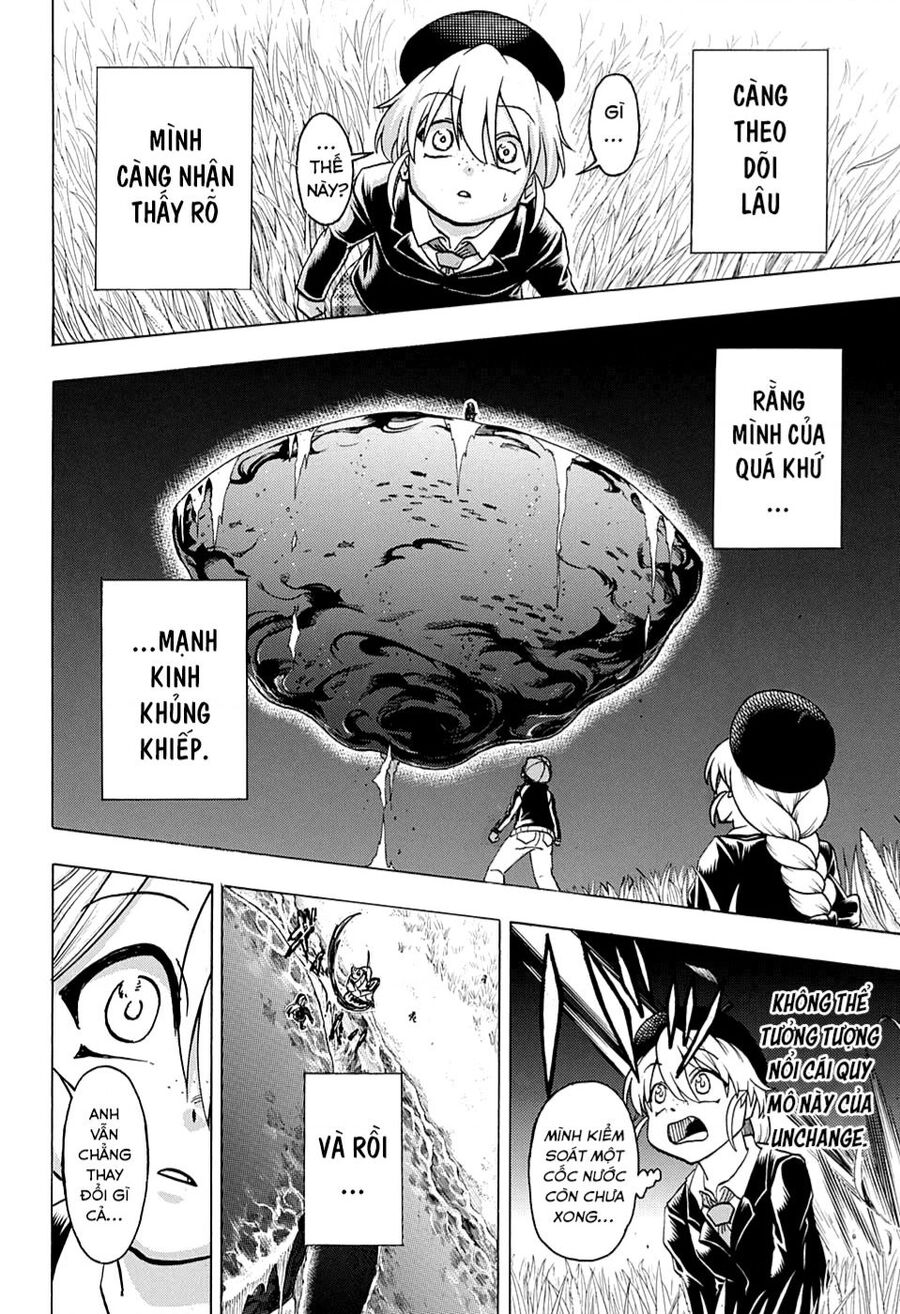 CÀNG
THEO
DÕI
LÂU
GÌ
...
...
THẾ
NÀY?
MÌNH
CÀNG NHẬN
THẤY RÕ
RẰNG
MÌNH CỦA
QUÁ KHỨ
...
...MẠNH
KINH
KHỦNG
KHIẾP.
KHÔNG THỂ
TƯỞNG TƯỢNG
NỔI CÁI QUY
MÔ NÀY CỦA
UNCHANGE.
MÌNH KIỂM
SOÁT MỘT
CỐC NƯỚC
CÒN CHƯA
XONG...
VÀ RỒI
...
ANH
VẪN
CHẲNG
THAY
ĐỔI GÌ
CẢ...